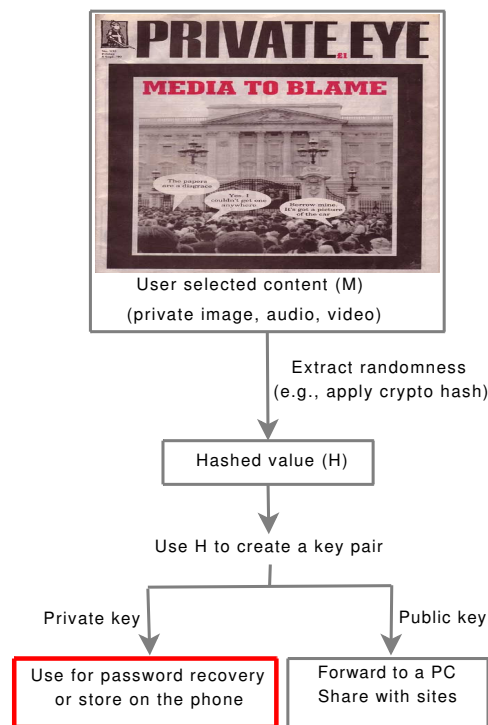 PRIVATE EYE
£1
MEDIA TO BLAME
The papers
are a disgrace
Yes. I
couldn't get one
anywhere
Borrow mine.
It's got a picture
of the car
User selected content (M)
(private image, audio, video)
Extract randomness
(e.g., apply crypto hash)
Hashed value (H)
Use H to create a key pair
Private key
Public key
Use for password recovery
or store on the phone
Forward to a PC
Share with sites